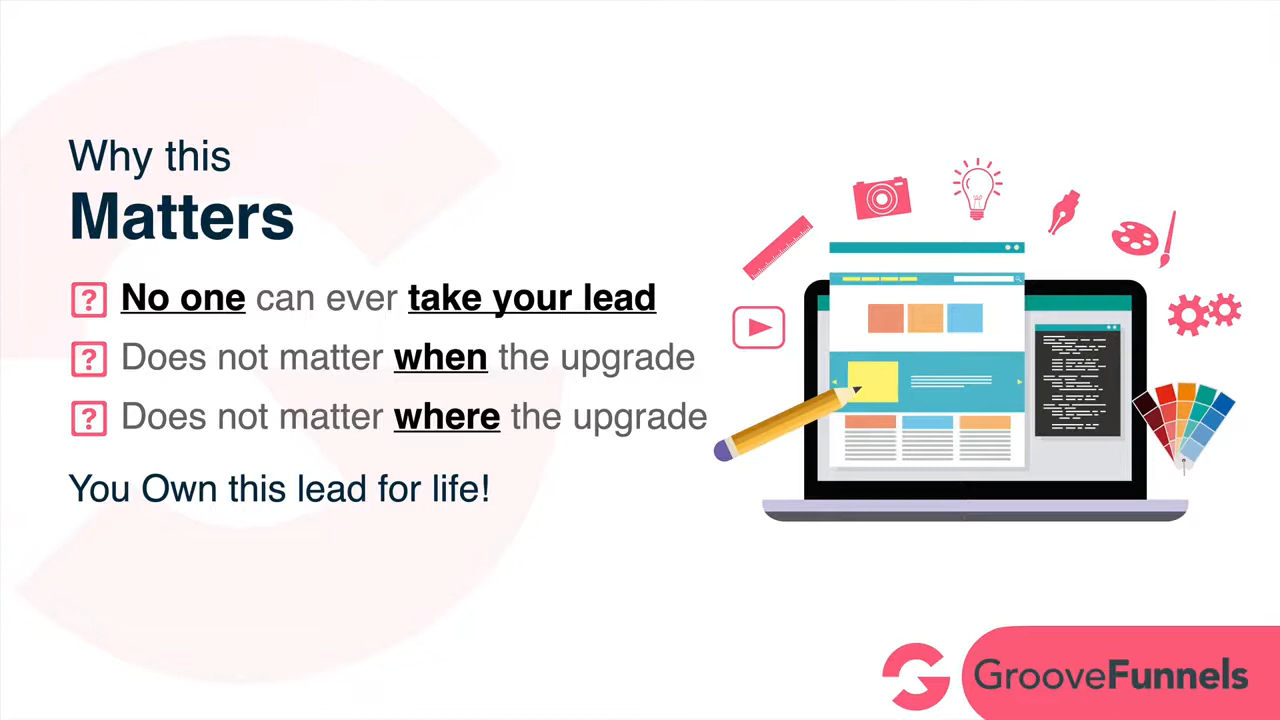 Why this
Matters
? No one can ever take your lead
? Does not matter when the upgrade
? Does not matter where the upgrade
You Own this lead for life!
GrooveFunnels